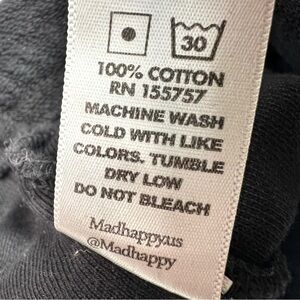 30
100% COTTON
RN 155757
MACHINE WASH
COLD WITH LIKE
COLORS. TUMBLE
DRY LOW
DO NOT BLEACH
Madhappyus
@Madhappy